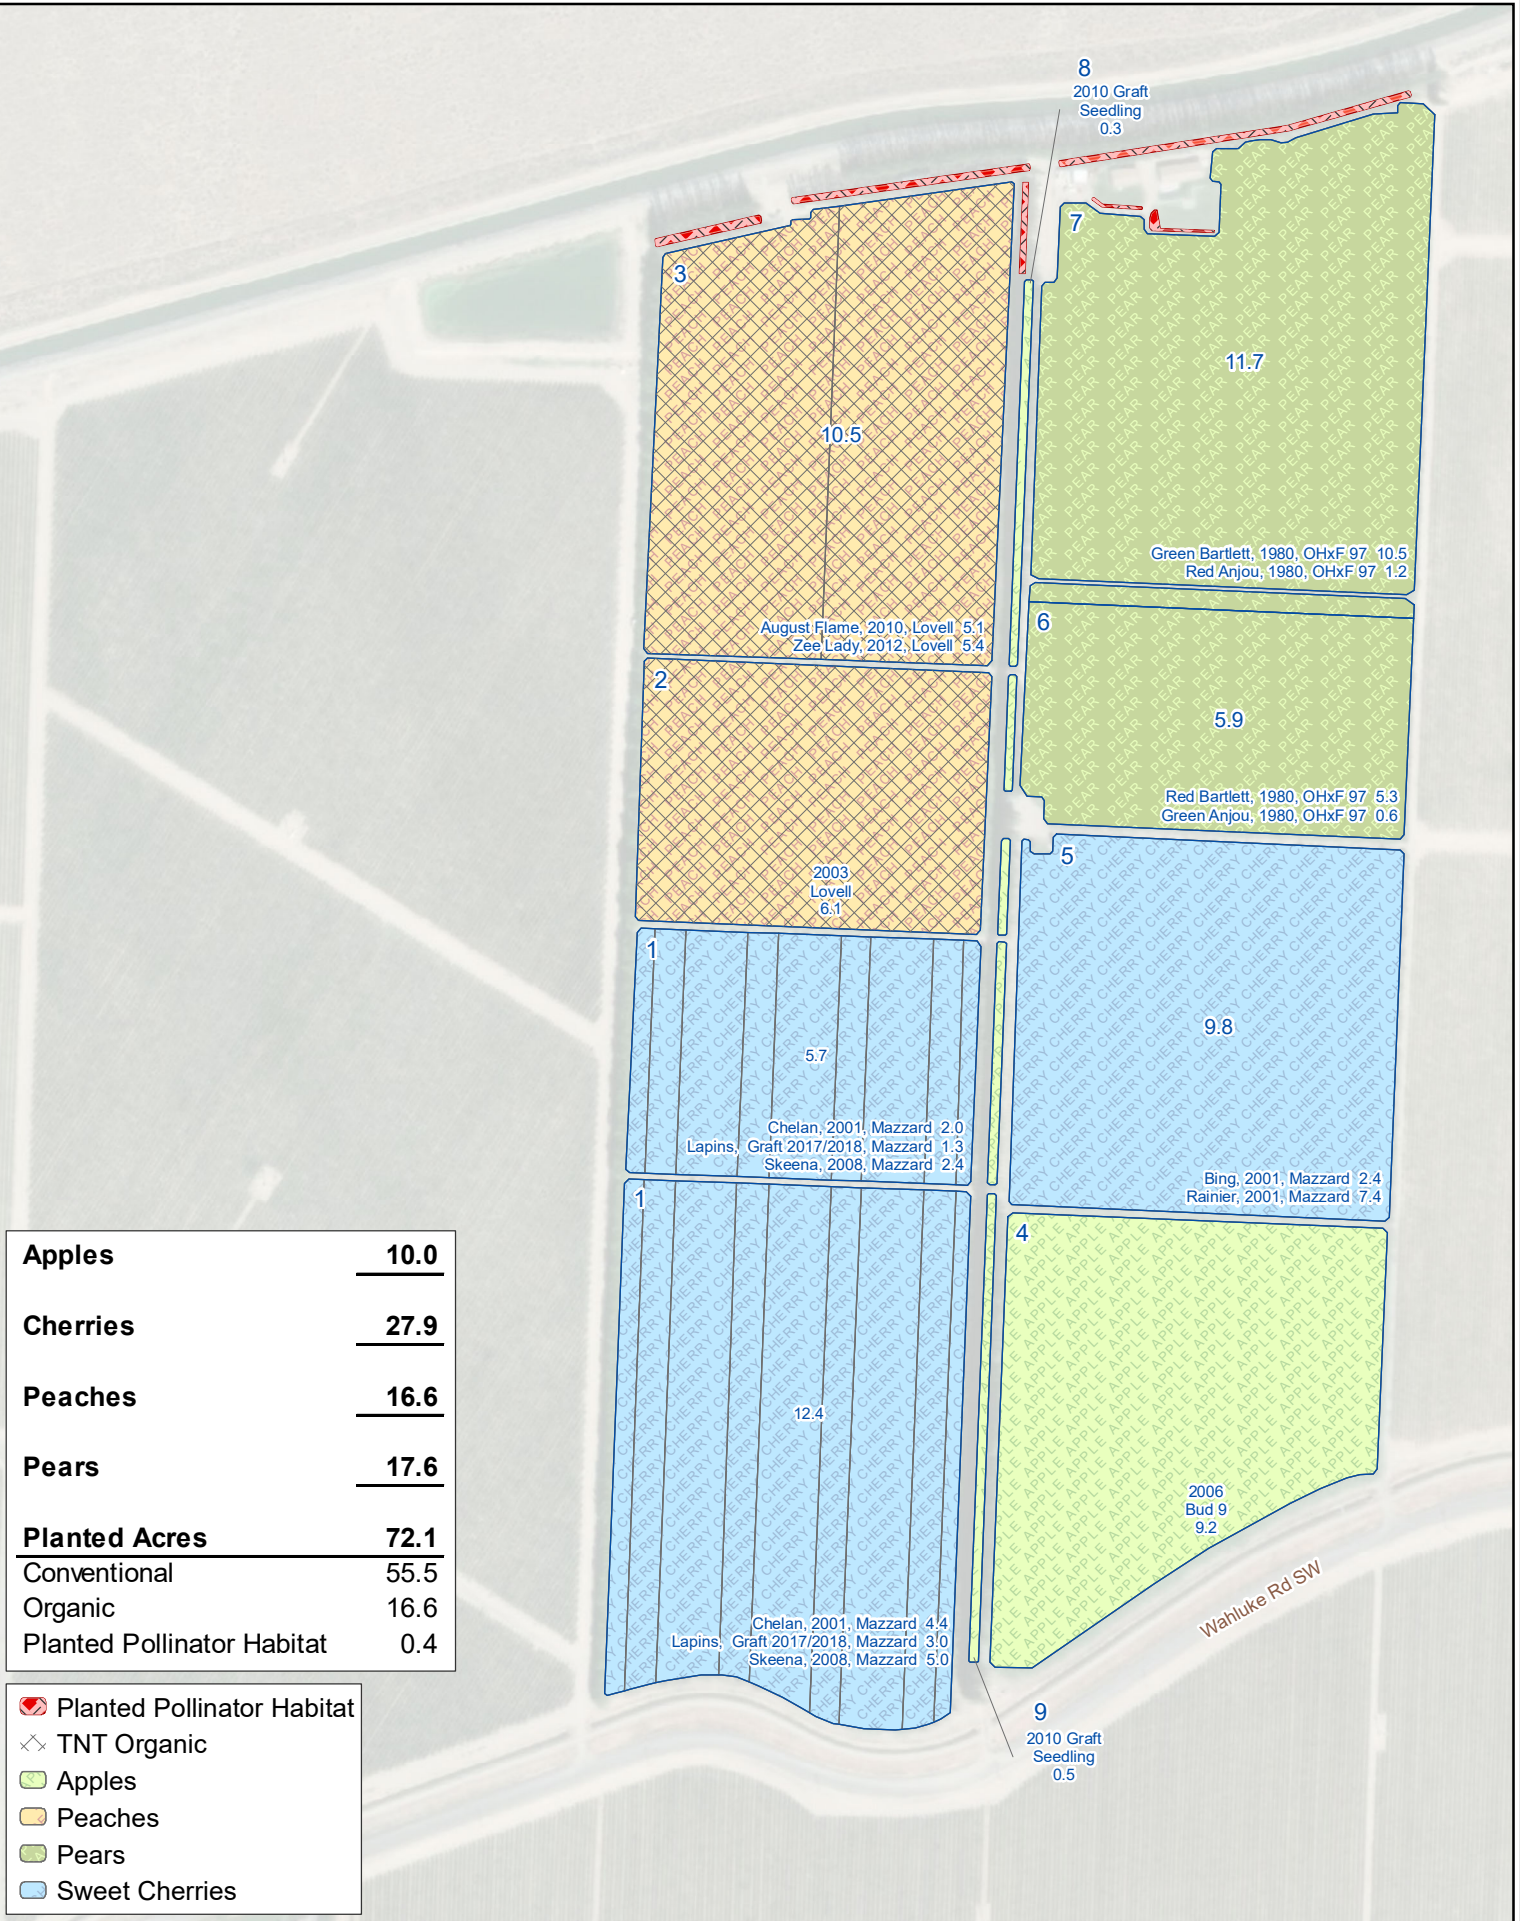 8
2010 Graft
Seedling
0.3
3
10.5
August Flame, 2010, Lovell 5.1
Zee Lady, 2012, Lovell 5.4
7
11.7
Green Bartlett, 1980, OHxF 97 10.5
Red Anjou, 1980, OHxF 97 1.2
2
2003
Lovell
6.1
6
5.9
Red Bartlett, 1980, OHxF 97 5.3
Green Anjou, 1980, OHxF 97 0.6
1
5.7
Chelan, 2001, Mazzard 2.0
Lapins, Graft 2017/2018, Mazzard 1.3
Skeena, 2008, Mazzard 2.4
5
9.8
Bing, 2001, Mazzard 2.4
Rainier, 2001, Mazzard 7.4
1
12.4
Chelan, 2001, Mazzard 4.4
Lapins, Graft 2017/2018, Mazzard 3.0
Skeena, 2008, Mazzard 5.0
4
2006
Bud 9
9.2
Wahluke Rd SW
9
2010 Graft
Seedling
0.5
PEACH
PEAR
CHERRY
APPLE
Apples 10.0
Cherries 27.9
Peaches 16.6
Pears 17.6
Planted Acres 72.1
Conventional 55.5
Organic 16.6
Planted Pollinator Habitat 0.4
Planted Pollinator Habitat
TNT Organic
Apples
Peaches
Pears
Sweet Cherries